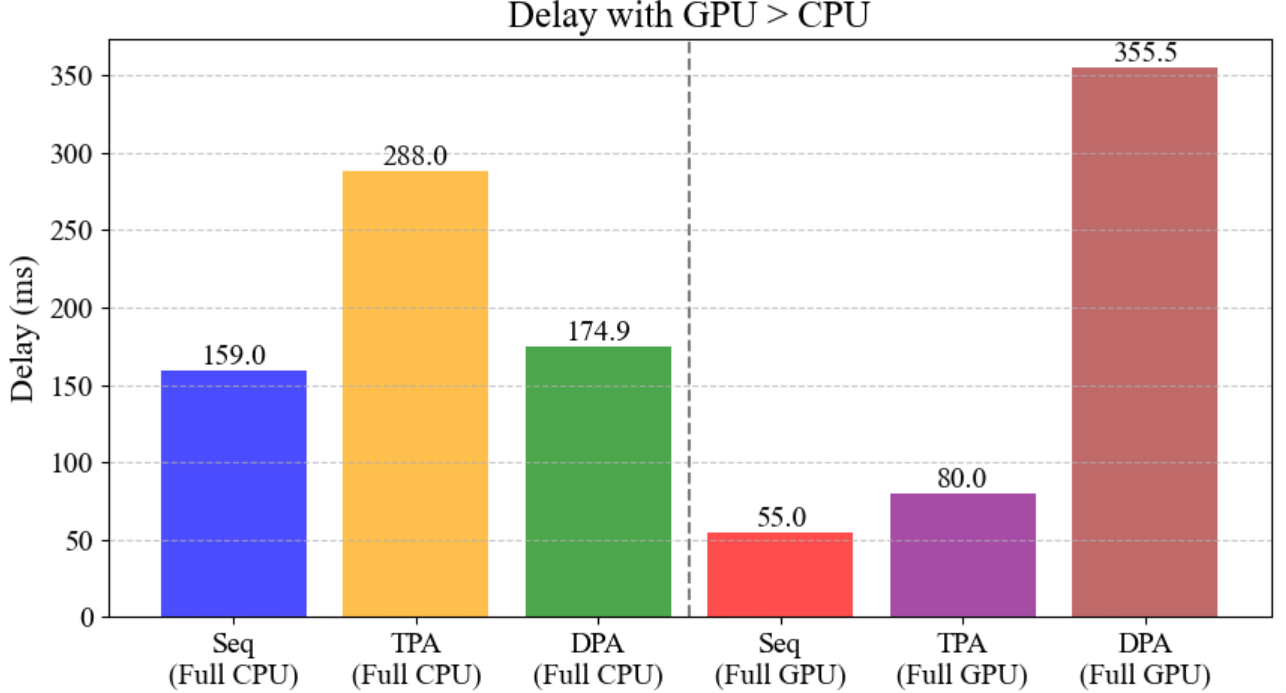 Delay with GPU > CPU
Delay (ms)
350
300
250
200
150
100
50
0
159.0
288.0
174.9
55.0
80.0
355.5
Seq
(Full CPU)
TPA
(Full CPU)
DPA
(Full CPU)
Seq
(Full GPU)
TPA
(Full GPU)
DPA
(Full GPU)